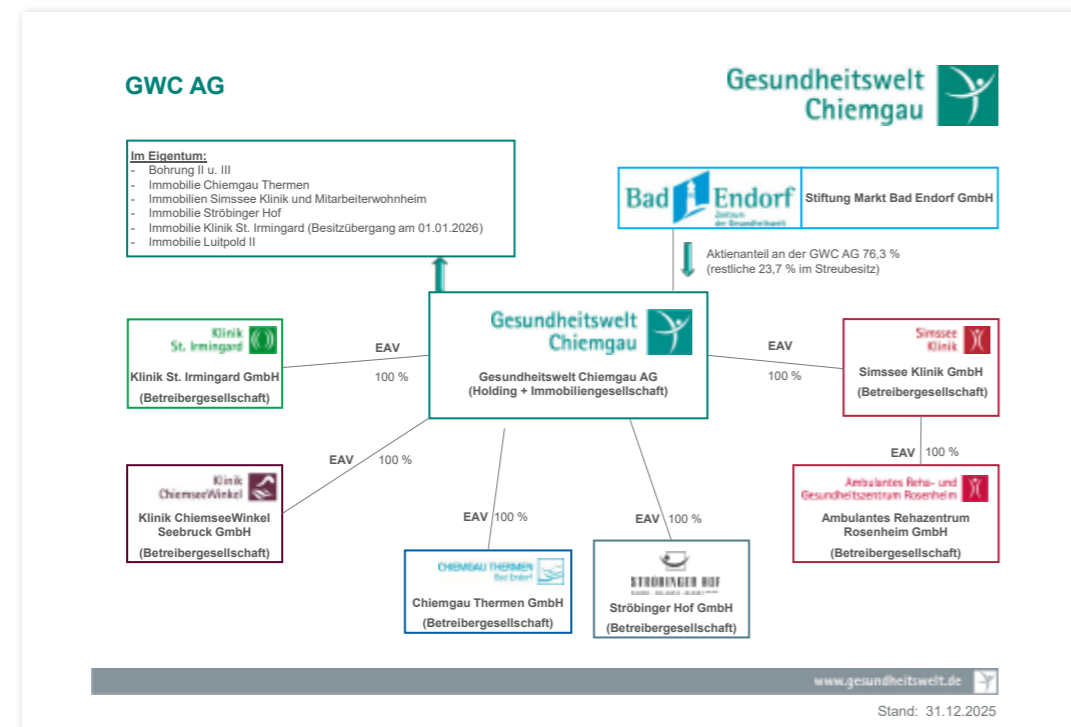 GWC AG
Gesundheitswelt
Chiemgau
Im Eigentum:
- Bohrung II u. III
- Immobilie Chiemgau Thermen
- Immobilien Simssee Klinik und Mitarbeiterwohnheim
- Immobilie Ströbinger Hof
- Immobilie Klinik St. Irmingard (Besitzübergang am 01.01.2026)
- Immobilie Luitpold II
Bad Endorf
Zentrum
der Gesundheitswelt
Stiftung Markt Bad Endorf GmbH
Aktienanteil an der GWC AG 76,3 %
(restliche 23,7 % im Streubesitz)
Gesundheitswelt
Chiemgau
Gesundheitswelt Chiemgau AG
(Holding + Immobiliengesellschaft)
Klinik
St. Irmingard
Klinik St. Irmingard GmbH
(Betreibergesellschaft)
EAV
100 %
EAV
100 %
Simssee
Klinik
Simssee Klinik GmbH
(Betreibergesellschaft)
EAV 100 %
Klinik
ChiemseeWinkel
Klinik ChiemseeWinkel
Seebruck GmbH
(Betreibergesellschaft)
EAV 100 %
Ambulantes Reha- und
Gesundheitszentrum Rosenheim
Ambulantes Rehazentrum
Rosenheim GmbH
(Betreibergesellschaft)
EAV 100 %
EAV 100 %
CHIEMGAU THERMEN
Bad Endorf
Chiemgau Thermen GmbH
(Betreibergesellschaft)
STRÖBINGER HOF
Ströbinger Hof GmbH
(Betreibergesellschaft)
www.gesundheitswelt.de
Stand: 31.12.2025